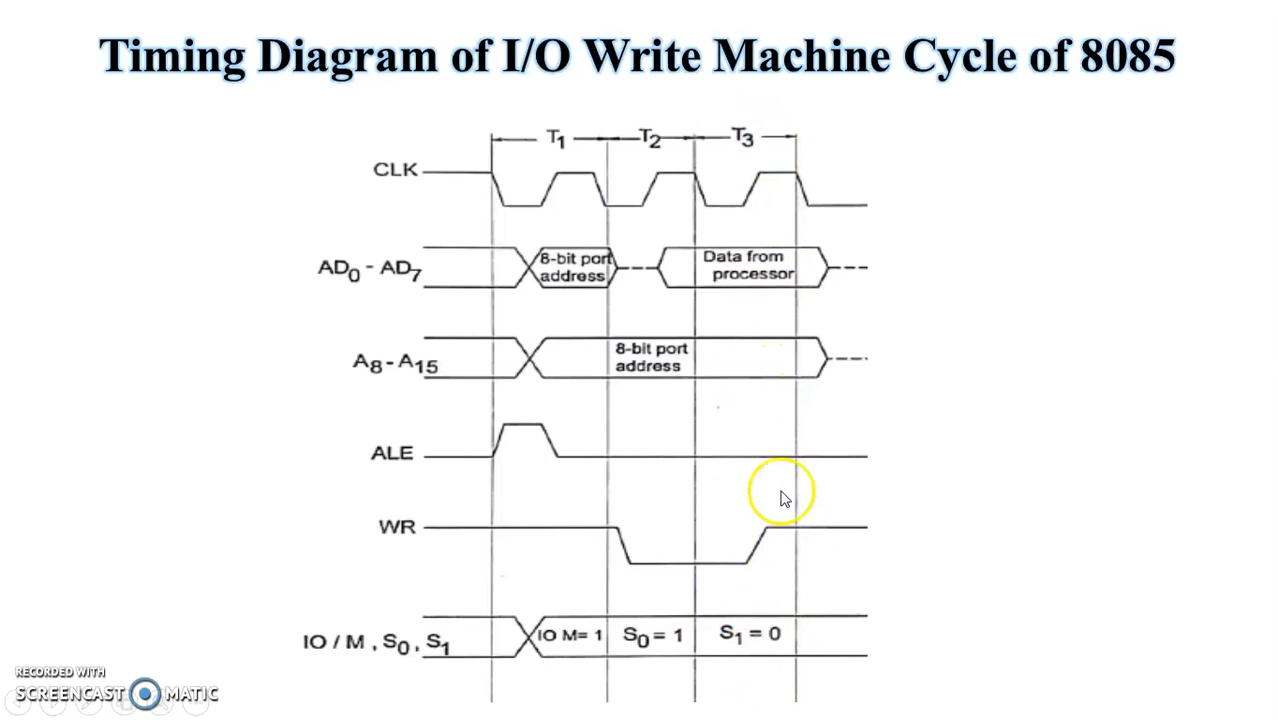 Timing Diagram of I/O Write Machine Cycle of 8085
T1 T2 T3
CLK
AD0 - AD7
8-bit port
address
Data from
processor
A8 - A15
8-bit port
address
ALE
WR
IO / M , S0 , S1
IO M= 1
S0 = 1
S1 = 0
RECORDED WITH
SCREENCAST MATIC